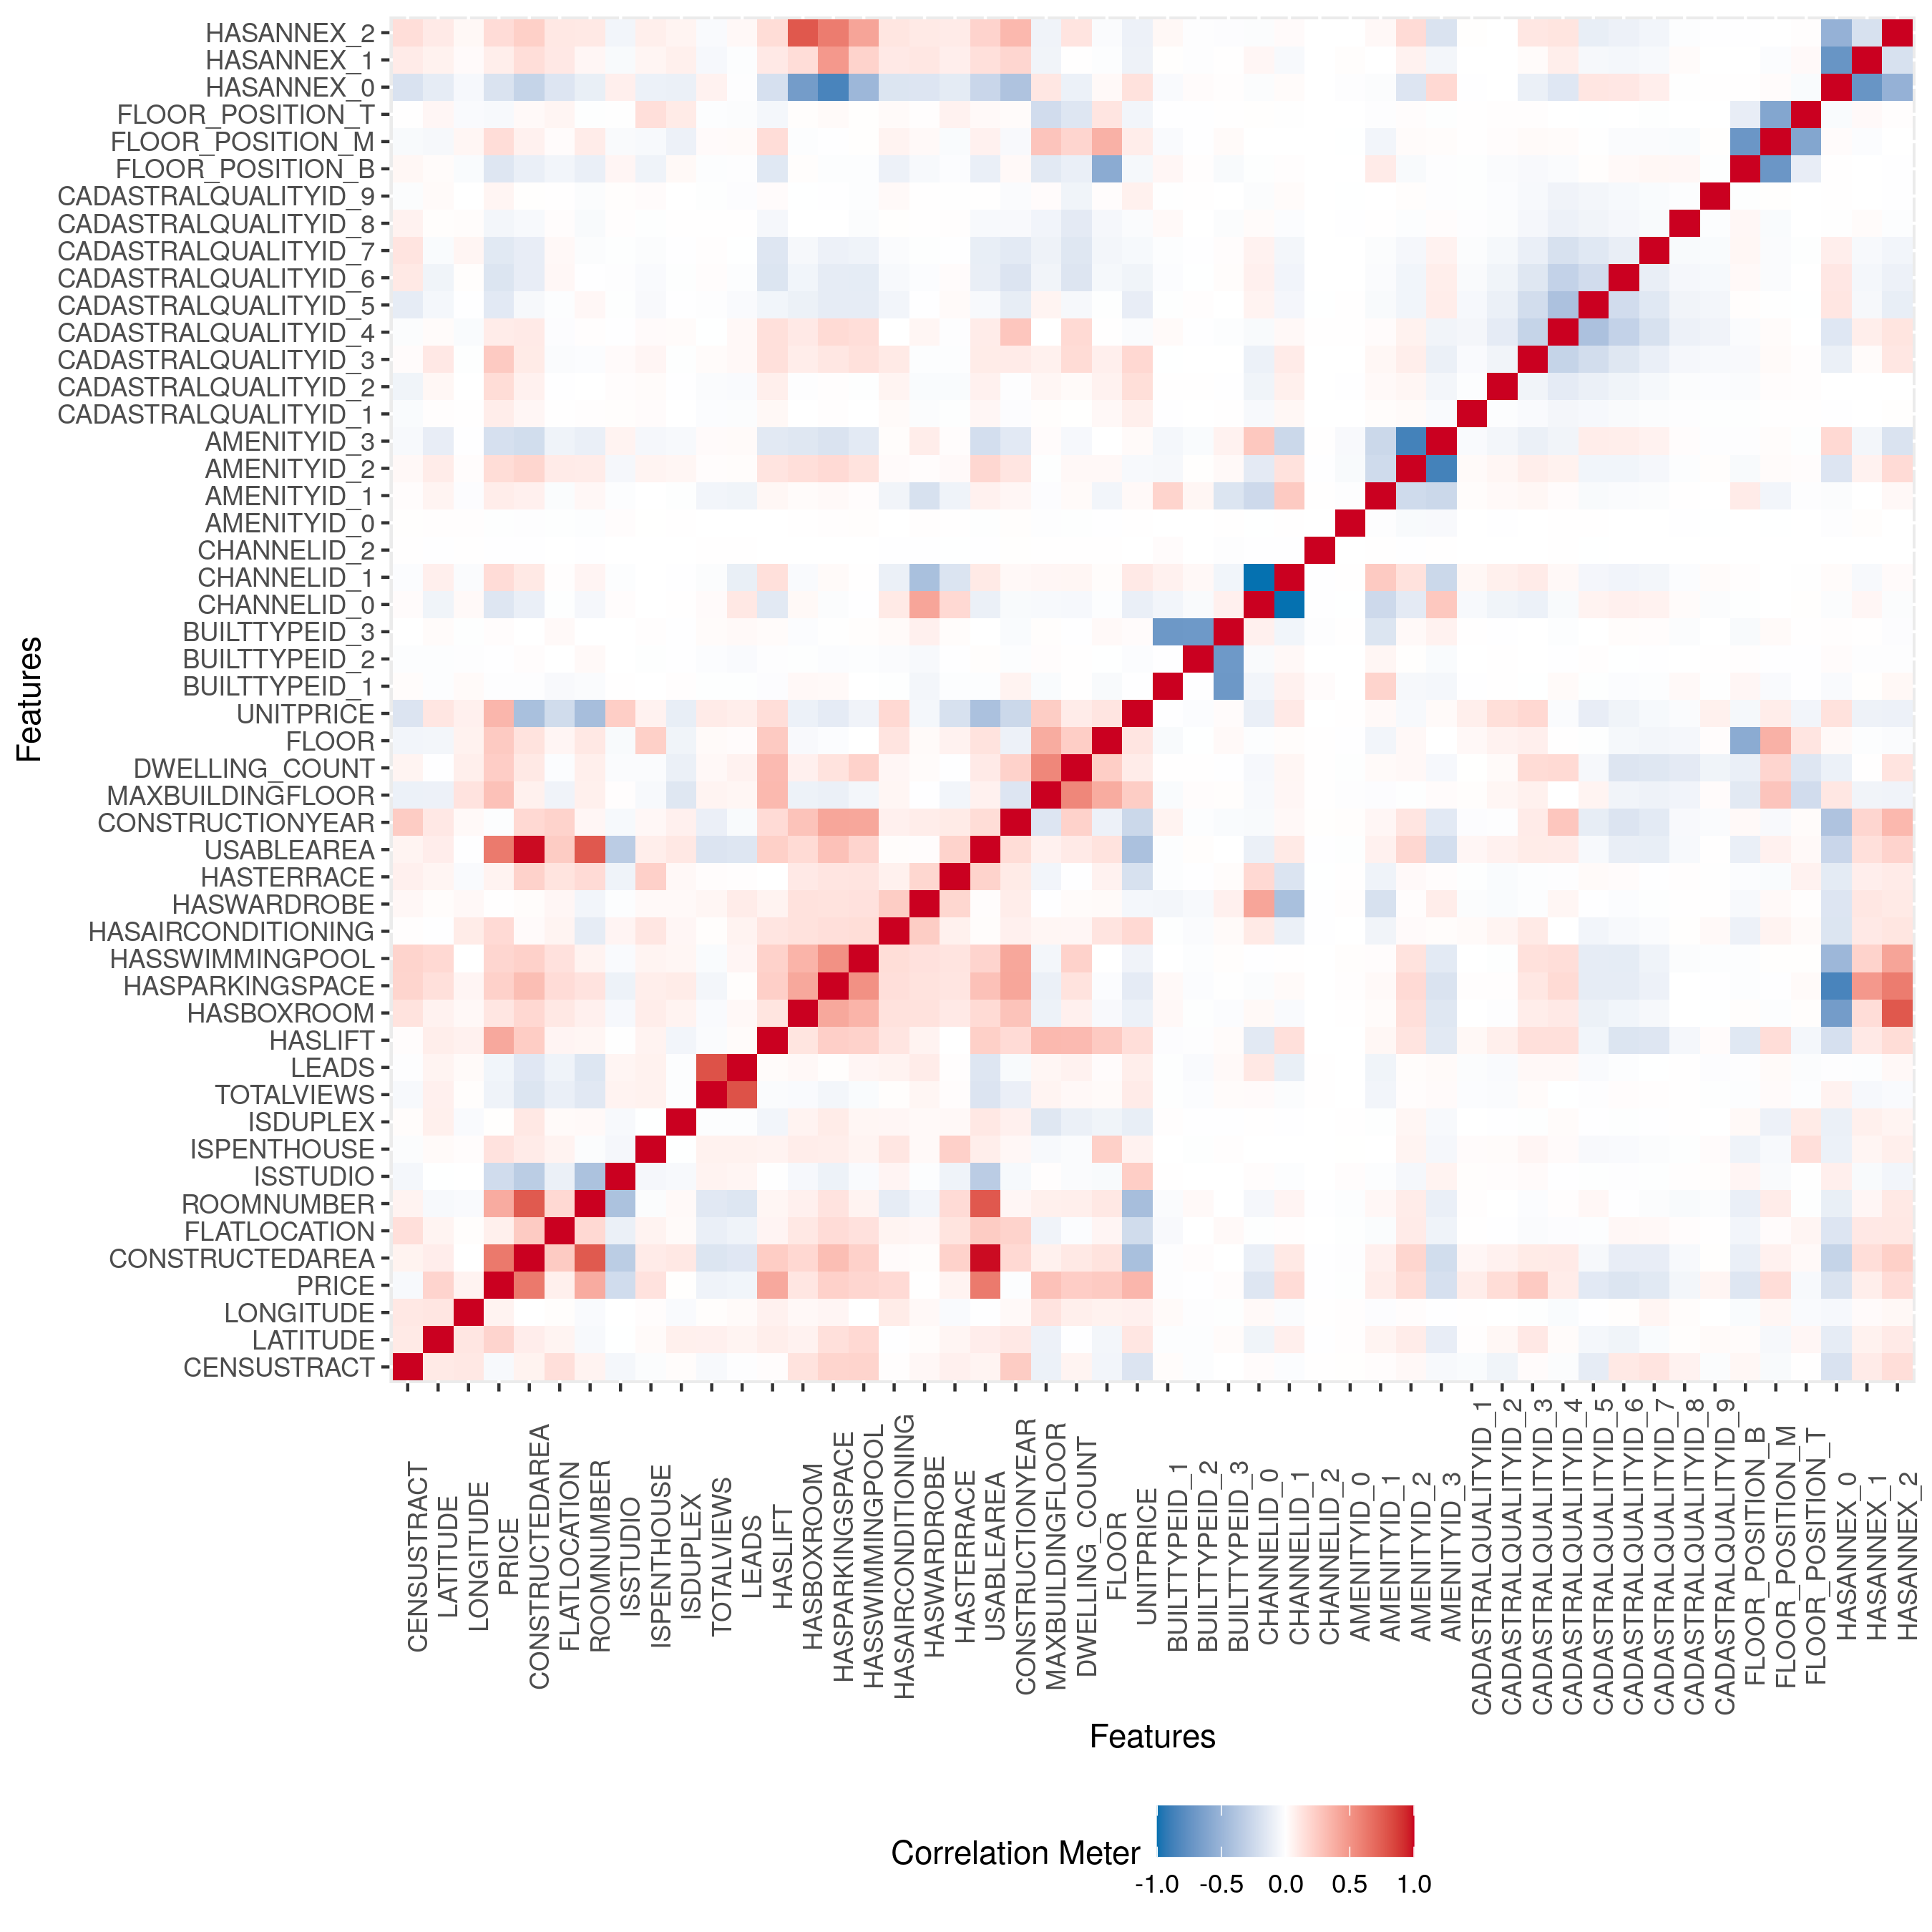 HASANNEX_2
HASANNEX_1
HASANNEX_0
FLOOR_POSITION_T
FLOOR_POSITION_M
FLOOR_POSITION_B
CADASTRALQUALITYID_9
CADASTRALQUALITYID_8
CADASTRALQUALITYID_7
CADASTRALQUALITYID_6
CADASTRALQUALITYID_5
CADASTRALQUALITYID_4
CADASTRALQUALITYID_3
CADASTRALQUALITYID_2
CADASTRALQUALITYID_1
AMENITYID_3
AMENITYID_2
AMENITYID_1
AMENITYID_0
CHANNELID_2
CHANNELID_1
CHANNELID_0
BUILTTYPEID_3
BUILTTYPEID_2
BUILTTYPEID_1
UNITPRICE
FLOOR
DWELLING_COUNT
MAXBUILDINGFLOOR
CONSTRUCTIONYEAR
USABLEAREA
HASTERRACE
HASWARDROBE
HASAIRCONDITIONING
HASSWIMMINGPOOL
HASPARKINGSPACE
HASBOXROOM
HASLIFT
LEADS
TOTALVIEWS
ISDUPLEX
ISPENTHOUSE
ISSTUDIO
ROOMNUMBER
FLATLOCATION
CONSTRUCTEDAREA
PRICE
LONGITUDE
LATITUDE
CENSUSTRACT
Features
CENSUSTRACT
LATITUDE
LONGITUDE
PRICE
CONSTRUCTEDAREA
FLATLOCATION
ROOMNUMBER
ISSTUDIO
ISPENTHOUSE
ISDUPLEX
TOTALVIEWS
LEADS
HASLIFT
HASBOXROOM
HASPARKINGSPACE
HASSWIMMINGPOOL
HASAIRCONDITIONING
HASWARDROBE
HASTERRACE
USABLEAREA
CONSTRUCTIONYEAR
MAXBUILDINGFLOOR
DWELLING_COUNT
FLOOR
UNITPRICE
BUILTTYPEID_1
BUILTTYPEID_2
BUILTTYPEID_3
CHANNELID_0
CHANNELID_1
CHANNELID_2
AMENITYID_0
AMENITYID_1
AMENITYID_2
AMENITYID_3
CADASTRALQUALITYID_1
CADASTRALQUALITYID_2
CADASTRALQUALITYID_3
CADASTRALQUALITYID_4
CADASTRALQUALITYID_5
CADASTRALQUALITYID_6
CADASTRALQUALITYID_7
CADASTRALQUALITYID_8
CADASTRALQUALITYID_9
FLOOR_POSITION_B
FLOOR_POSITION_M
FLOOR_POSITION_T
HASANNEX_0
HASANNEX_1
HASANNEX_2
Features
Correlation Meter
-1.0 -0.5 0.0 0.5 1.0